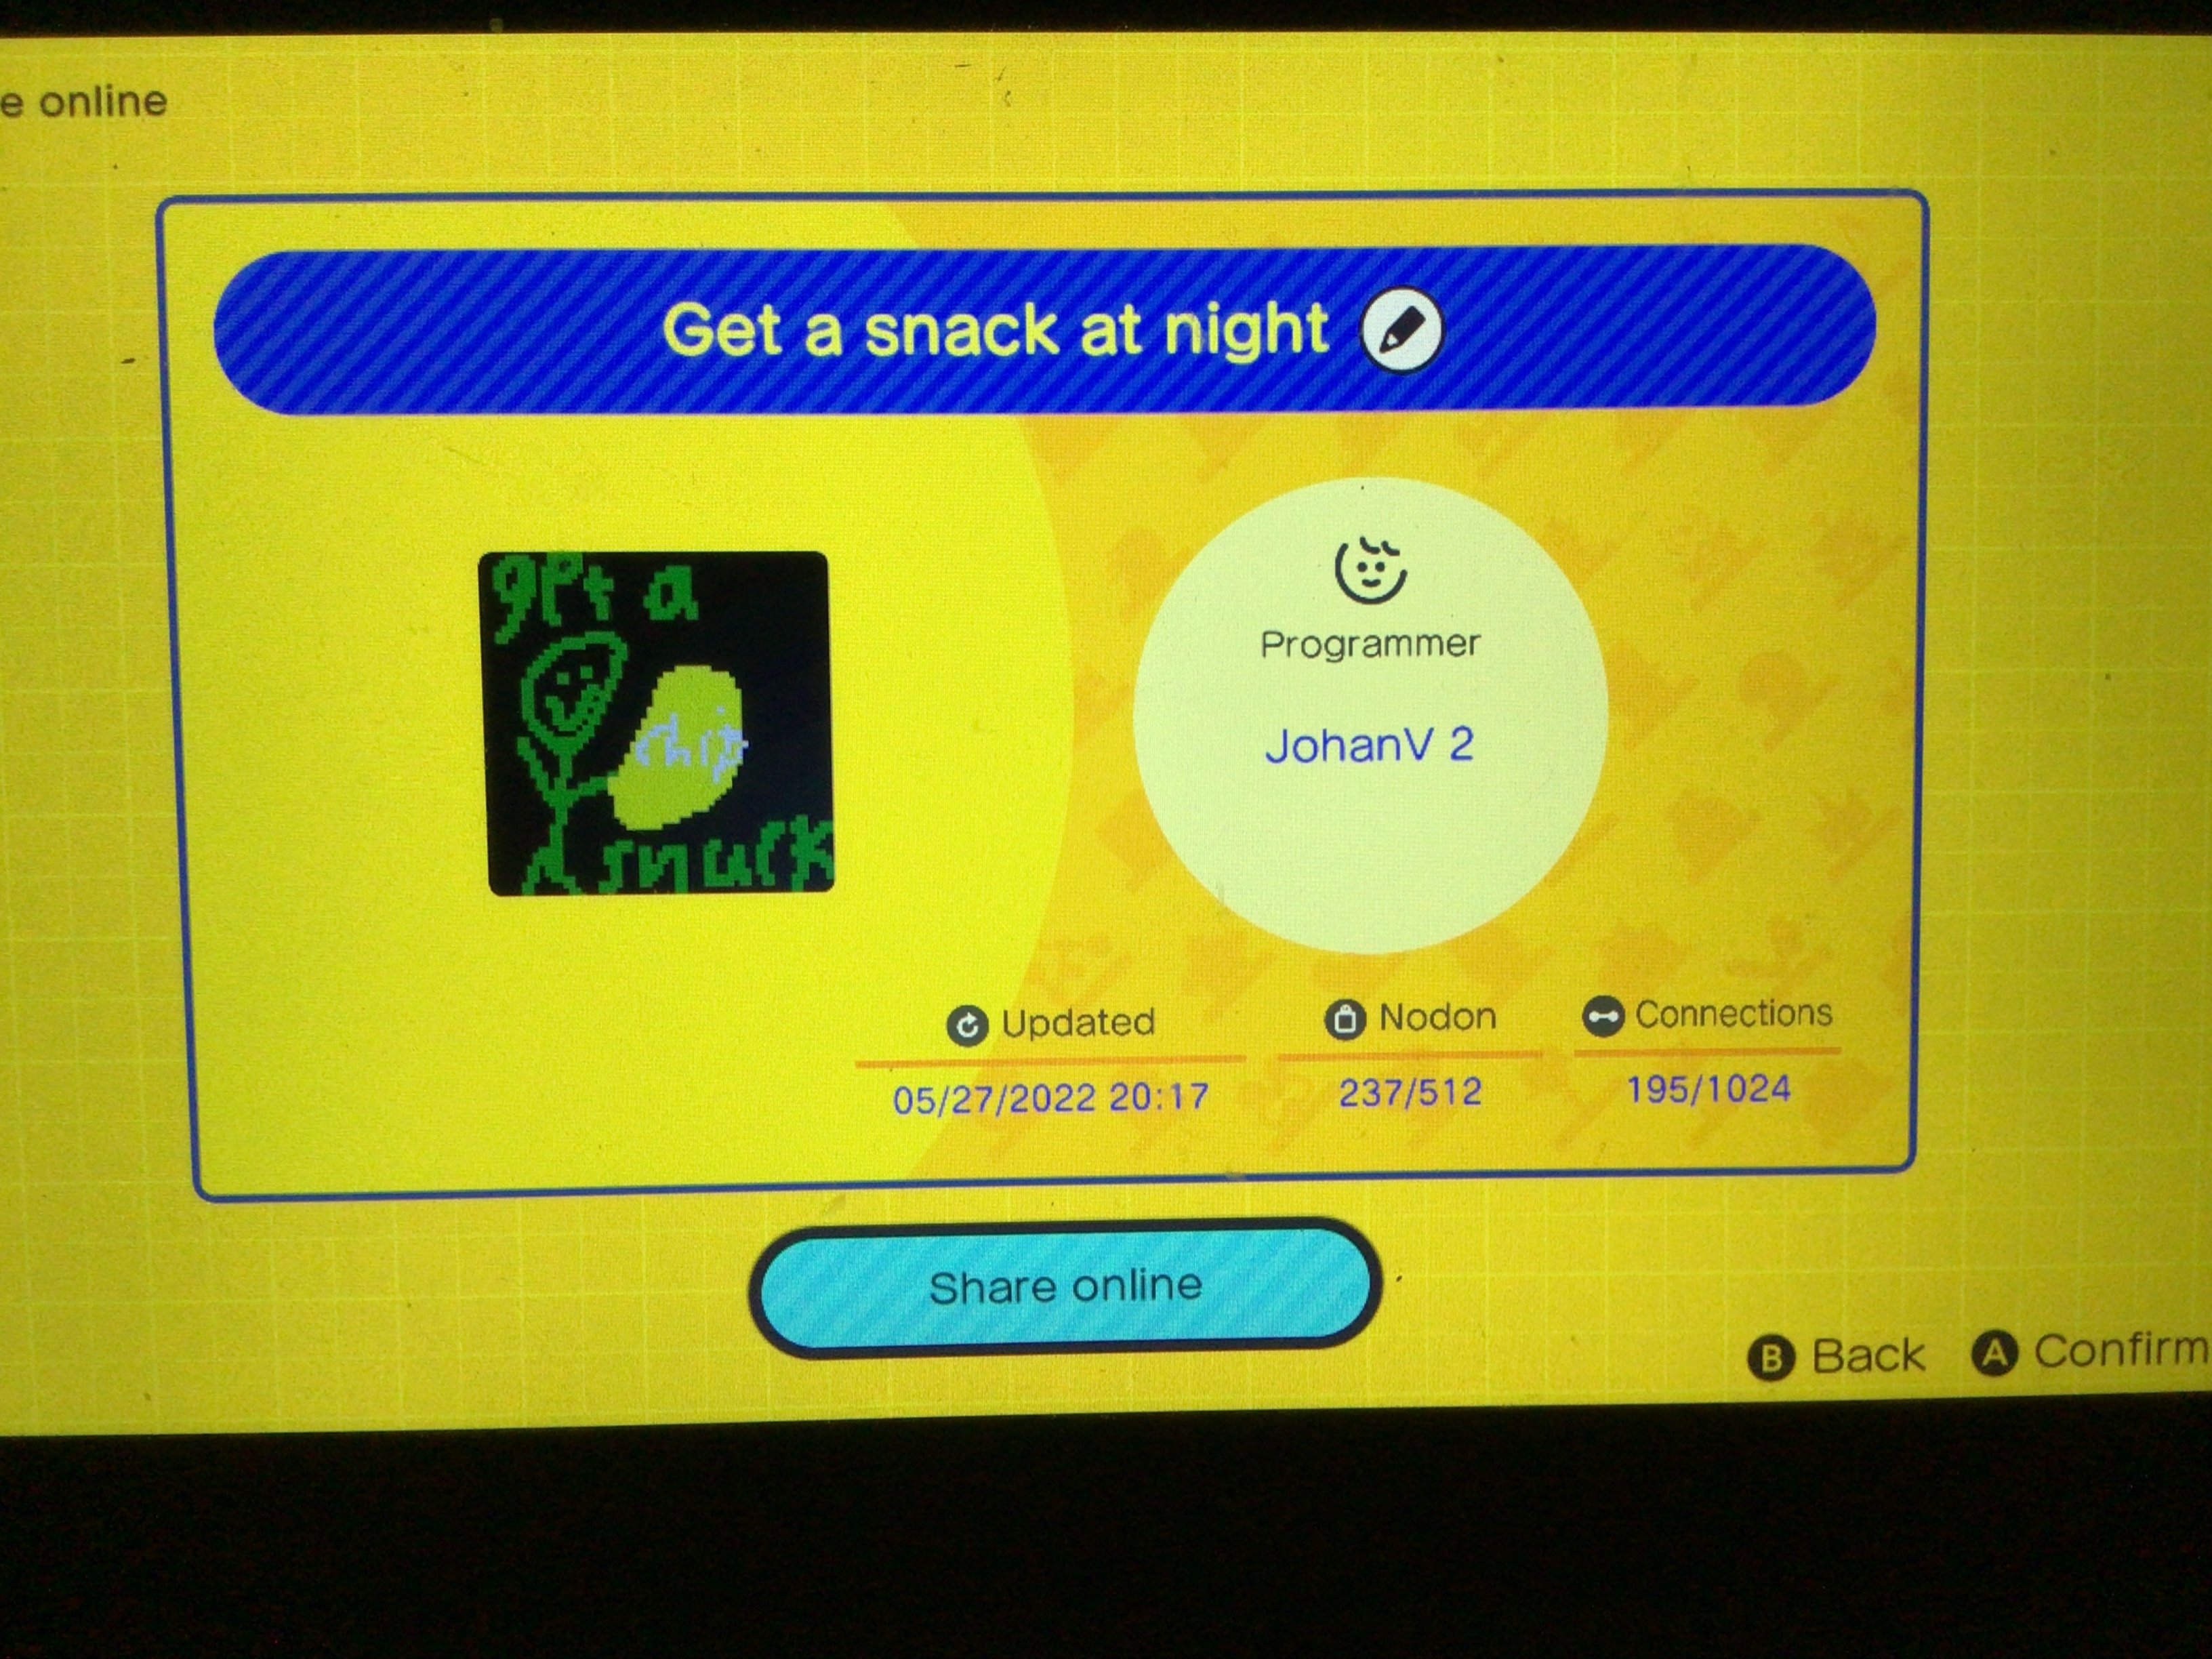 e online
Get a snack at night
get a
chip
snack
Programmer
JohanV 2
Updated
Nodon
Connections
05/27/2022 20:17
237/512
195/1024
Share online
B Back A Confirm